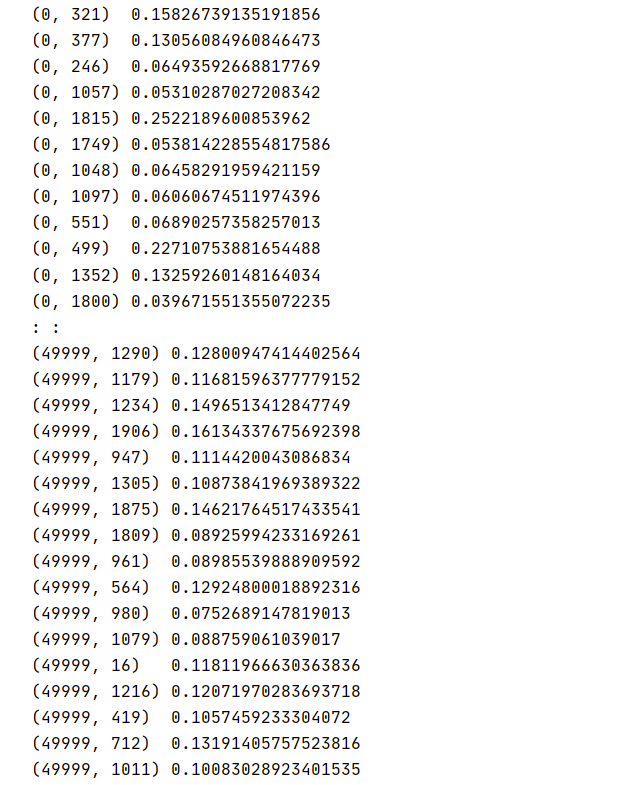 (0, 321)  0.15826739135191856
(0, 377)  0.13056084960846473
(0, 246)  0.06493592668817769
(0, 1057) 0.05310287027208342
(0, 1815) 0.2522189600853962
(0, 1749) 0.053814228554817586
(0, 1048) 0.06458291959421159
(0, 1097) 0.06060674511974396
(0, 551)  0.06890257358257013
(0, 499)  0.22710753881654488
(0, 1352) 0.13259260148164034
(0, 1800) 0.039671551355072235
: :
(49999, 1290) 0.12800947414402564
(49999, 1179) 0.11681596377779152
(49999, 1234) 0.1496513412847749
(49999, 1906) 0.16134337675692398
(49999, 947)  0.1114420043086834
(49999, 1305) 0.10873841969389322
(49999, 1875) 0.14621764517433541
(49999, 1809) 0.08925994233169261
(49999, 961)  0.08985539888909592
(49999, 564)  0.12924800018892316
(49999, 980)  0.0752689147819013
(49999, 1079) 0.088759061039017
(49999, 16)   0.11811966630363836
(49999, 1216) 0.12071970283693718
(49999, 419)  0.1057459233304072
(49999, 712)  0.13191405757523816
(49999, 1011) 0.10083028923401535